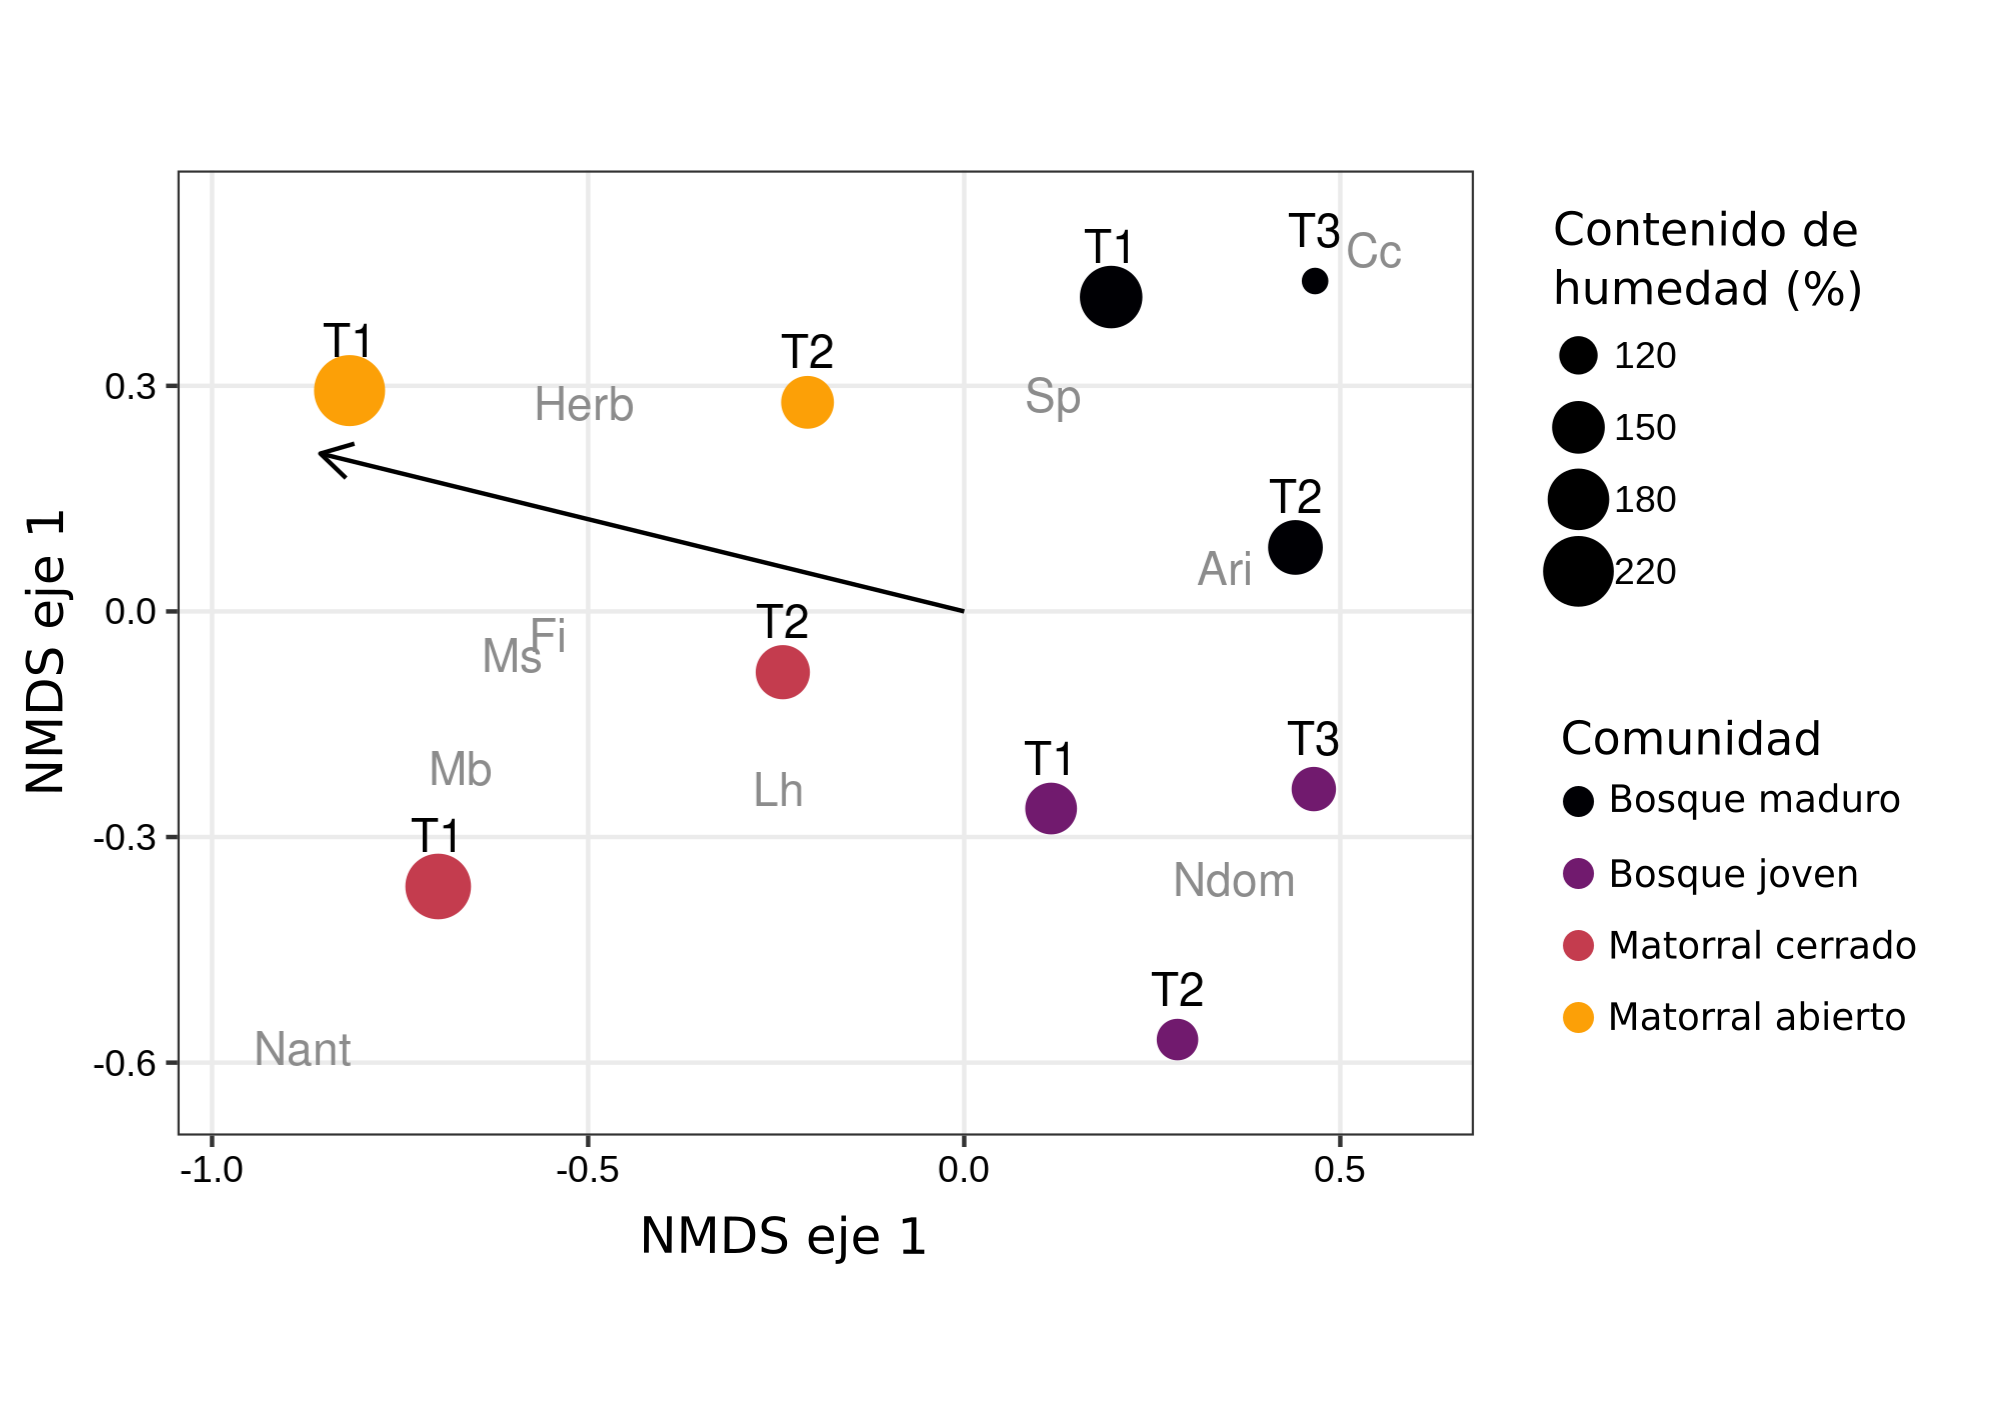 T1
T3
Cc
T1
T2
Herb
Sp
T2
Ari
T2
Fi
Ms
T1
T3
Mb
Lh
T1
Ndom
T2
Nant
0.3
0.0
-0.3
-0.6
-1.0
-0.5
0.0
0.5
NMDS eje 1
NMDS eje 1
Contenido de
humedad (%)
120
150
180
220
Comunidad
Bosque maduro
Bosque joven
Matorral cerrado
Matorral abierto